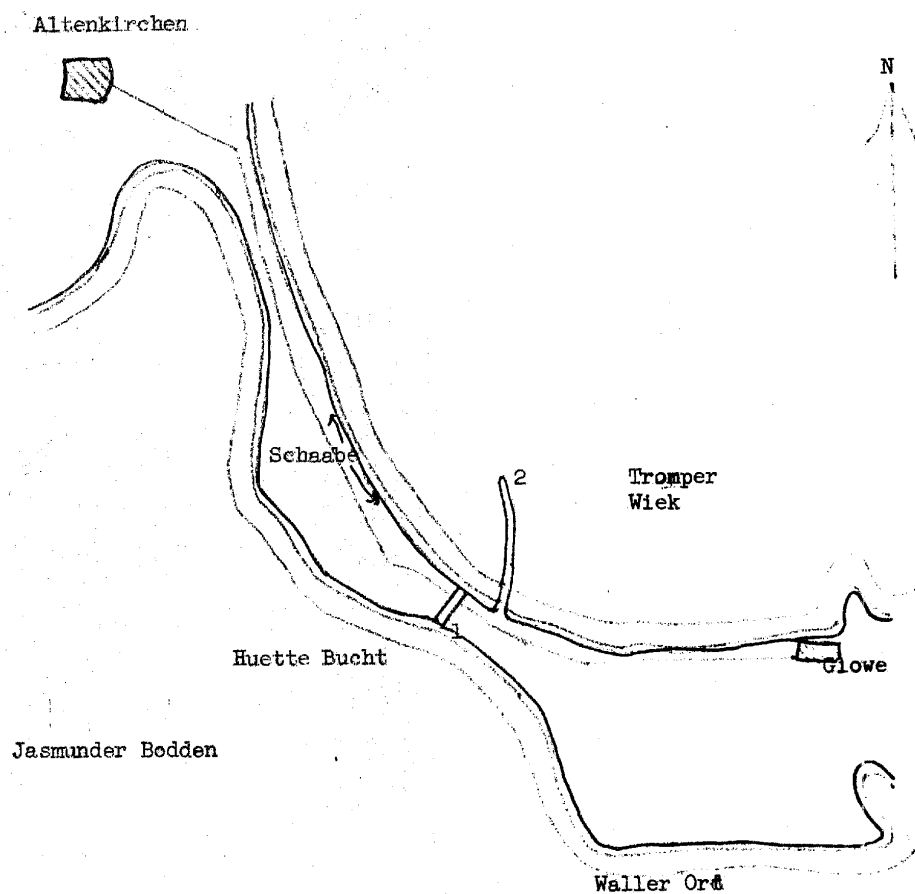 Altenkirchen
N
Schaabe
2
Tromper
Wiek
1
Huette Bucht
Glowe
Jasmunder Bodden
Waller Ord